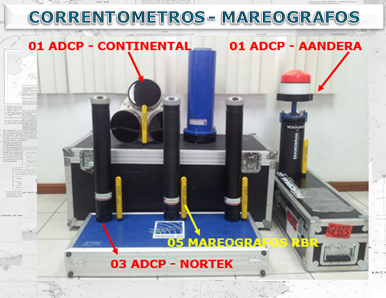 CORRENTOMETROS - MAREOGRAFOS
01 ADCP - CONTINENTAL
01 ADCP - AANDERA
05 MAREOGRAFOS RBR
03 ADCP - NORTEK